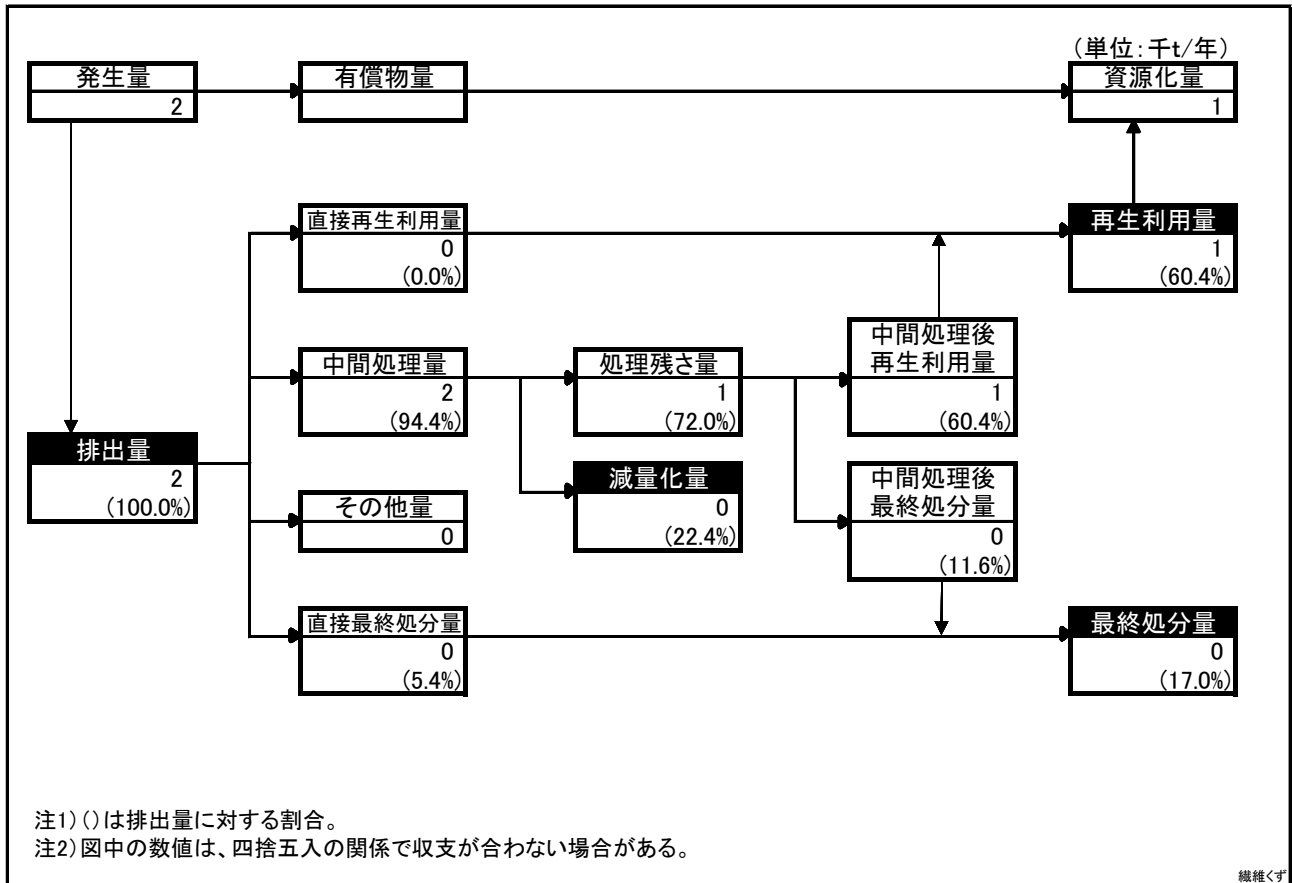 (単位:千t/年)
発生量
2
有償物量
資源化量
1
直接再生利用量
0
(0.0%)
再生利用量
1
(60.4%)
中間処理量
2
(94.4%)
処理残さ量
1
(72.0%)
中間処理後
再生利用量
1
(60.4%)
排出量
2
(100.0%)
減量化量
0
(22.4%)
中間処理後
最終処分量
0
(11.6%)
その他量
0
直接最終処分量
0
(5.4%)
最終処分量
0
(17.0%)
注1)()は排出量に対する割合。
注2)図中の数値は、四捨五入の関係で収支が合わない場合がある。
繊維くず